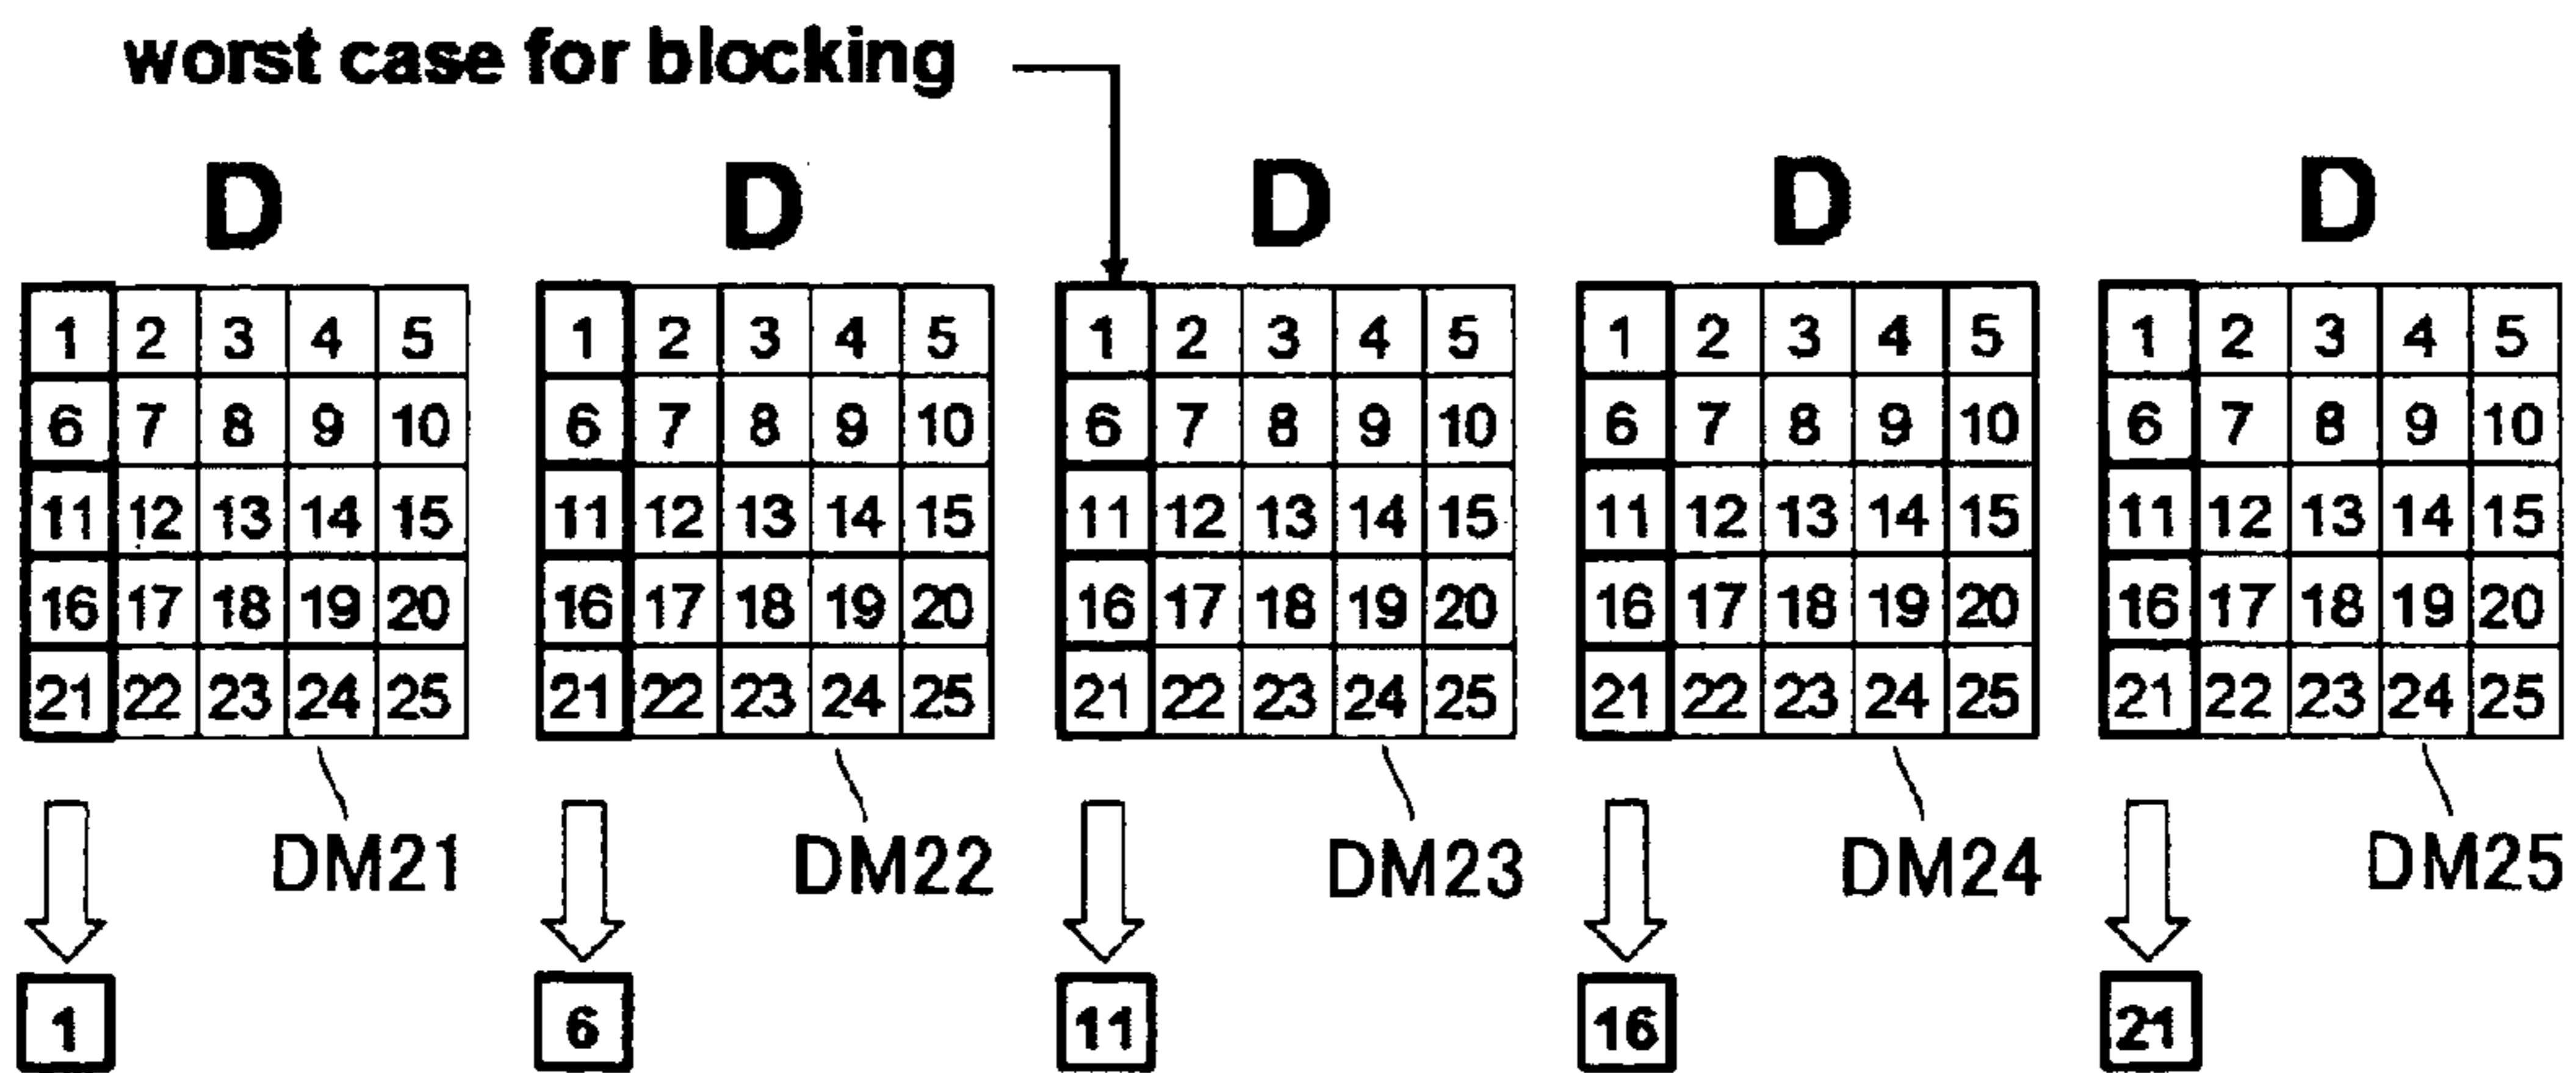 worst case for blocking
D D D D D
1 2 3 4 5 1 2 3 4 5 1 2 3 4 5 1 2 3 4 5 1 2 3 4 5
6 7 8 9 10 6 7 8 9 10 6 7 8 9 10 6 7 8 9 10 6 7 8 9 10
11 12 13 14 15 11 12 13 14 15 11 12 13 14 15 11 12 13 14 15 11 12 13 14 15
16 17 18 19 20 16 17 18 19 20 16 17 18 19 20 16 17 18 19 20 16 17 18 19 20
21 22 23 24 25 21 22 23 24 25 21 22 23 24 25 21 22 23 24 25 21 22 23 24 25
DM21 DM22 DM23 DM24 DM25
1 6 11 16 21